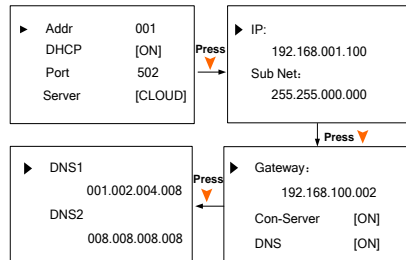 Addr 001
DHCP [ON]
Port 502
Server [CLOUD]
Press
IP:
192.168.001.100
Sub Net:
255.255.000.000
Press
Gateway:
192.168.100.002
Con-Server [ON]
DNS [ON]
Press
DNS1
001.002.004.008
DNS2
008.008.008.008